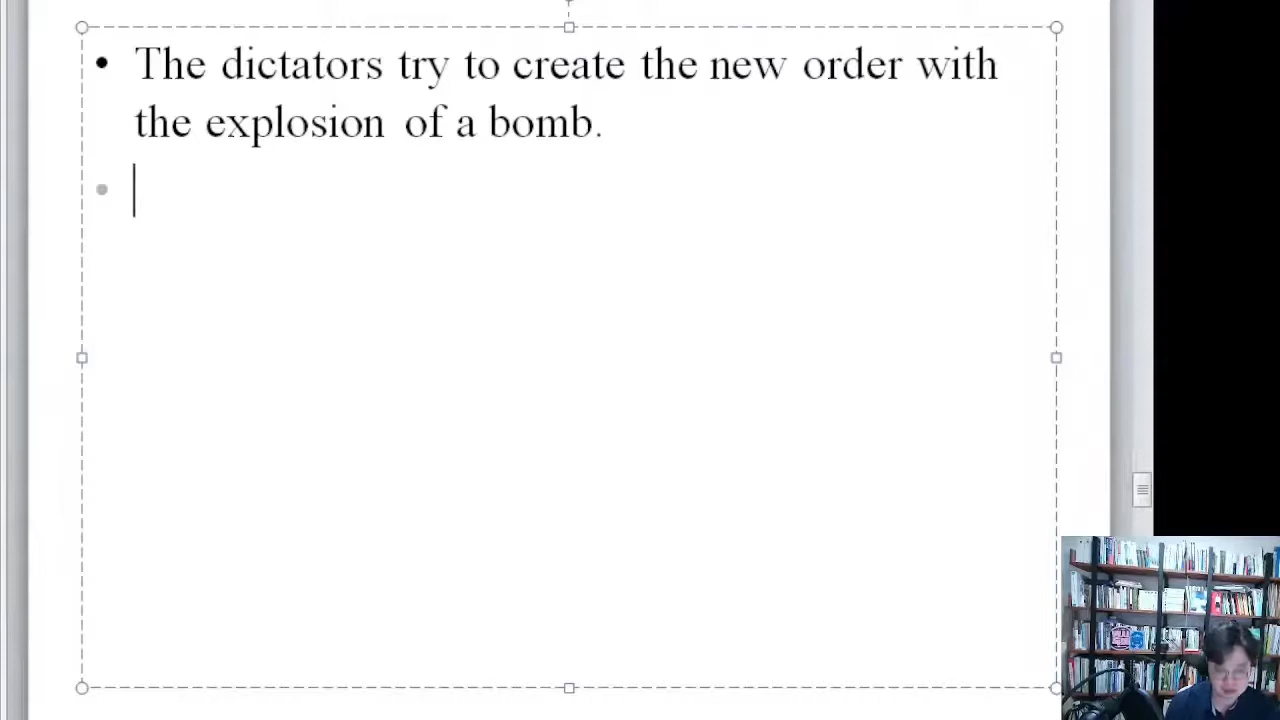 • The dictators try to create the new order with
the explosion of a bomb.